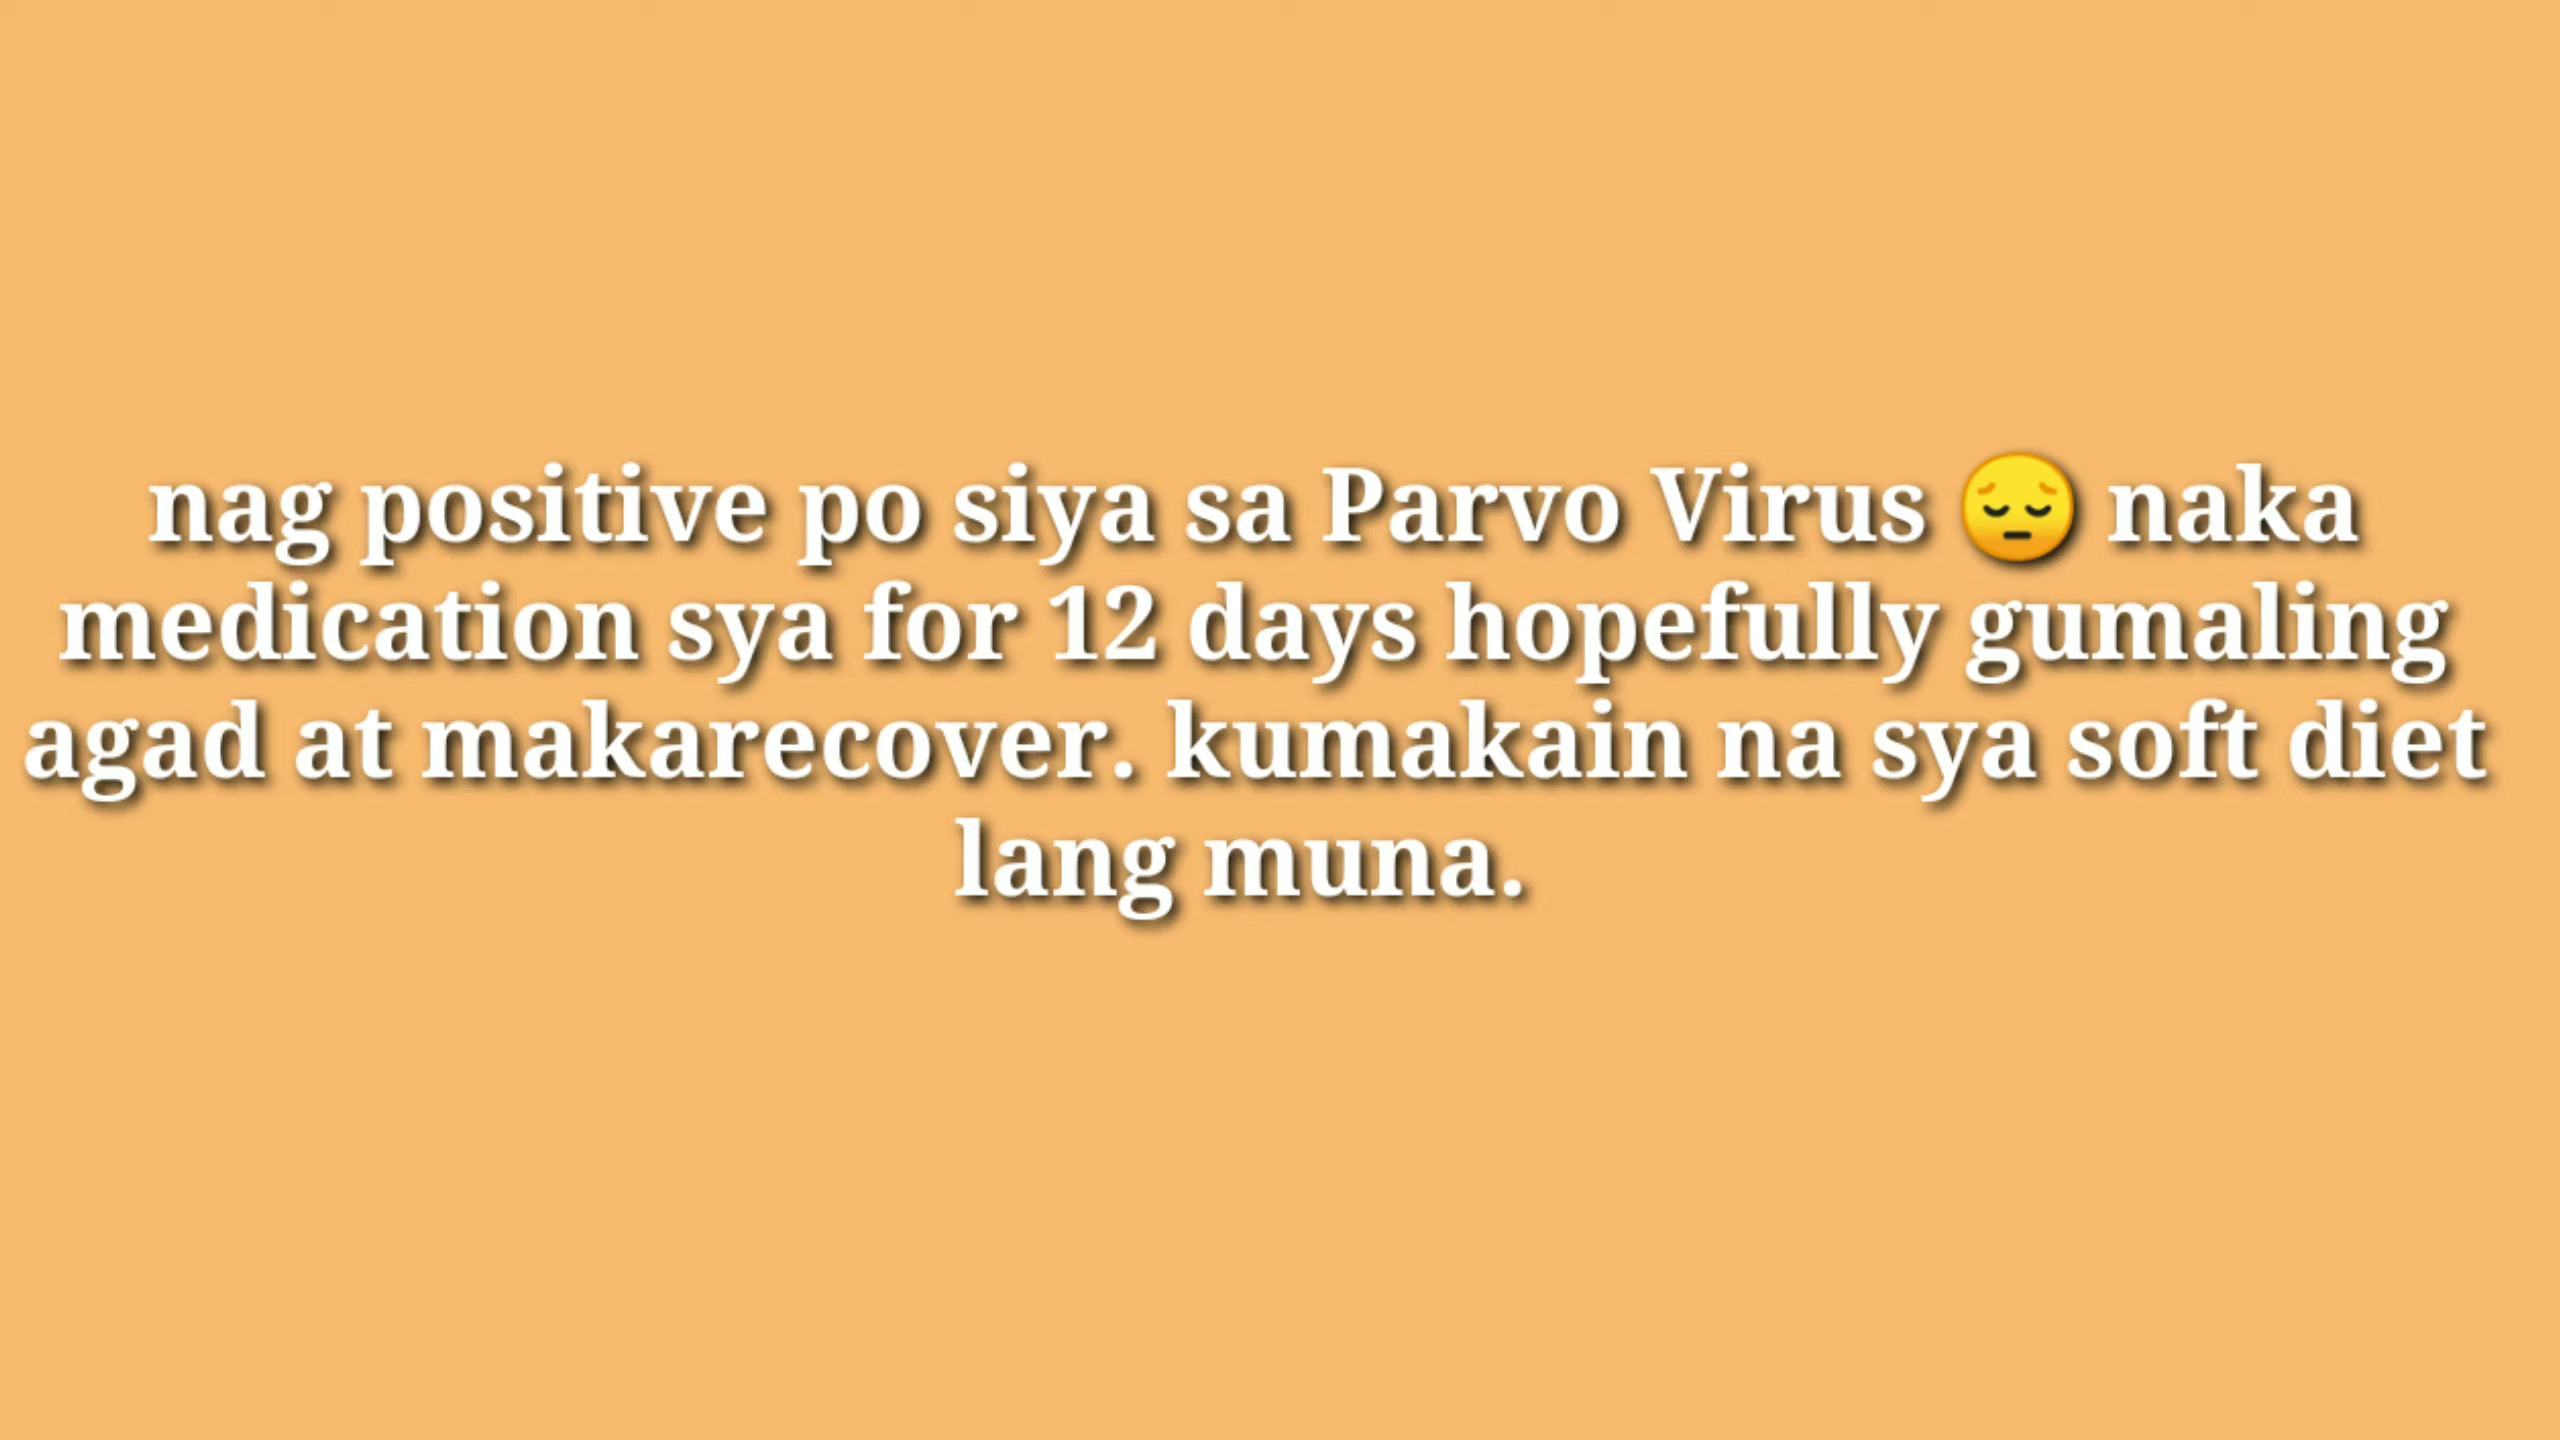 nag positive po siya sa Parvo Virus 😔 naka
medication sya for 12 days hopefully gumaling
agad at makarecover. kumakain na sya soft diet
lang muna.